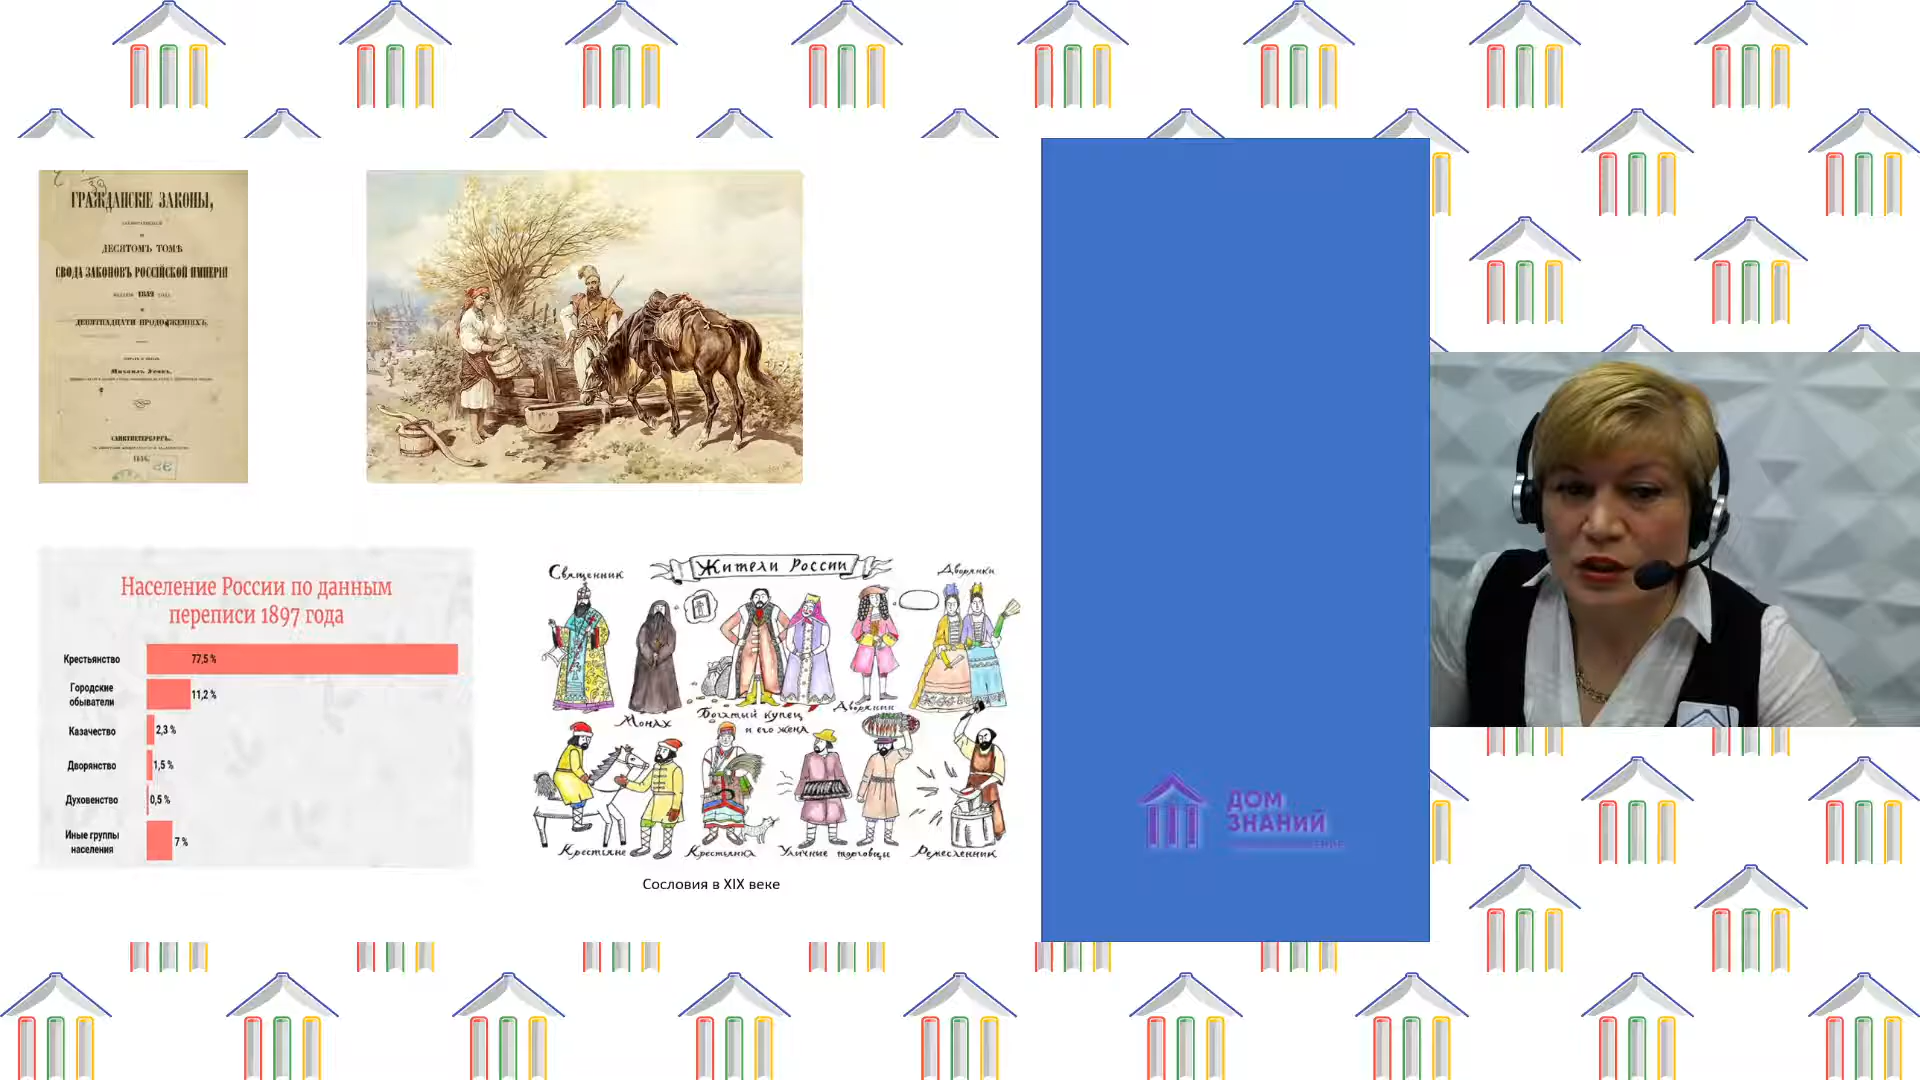 ГРАЖДАНСКІЕ ЗАКОНЫ,
ДЕСЯТОМЪ ТОМѢ
СВОДА ЗАКОНОВЪ РОССІЙСКОЙ ИМПЕРІИ
САНКТПЕТЕРБУРГЪ.
Население России по данным
переписи 1897 года
Крестьянство 77,5 %
Городские
обыватели 11,2 %
Казачество 2,3 %
Дворянство 1,5 %
Духовенство 0,5 %
Иные группы
населения 7 %
Жители России
Священник
Дворянки
Монах
Богатый купец
и его жена
Дворянин
Крестьяне
Крестьянка
Уличные торговцы
Ремесленник
Сословия в XIX веке
ДОМ
ЗНАНИЙ